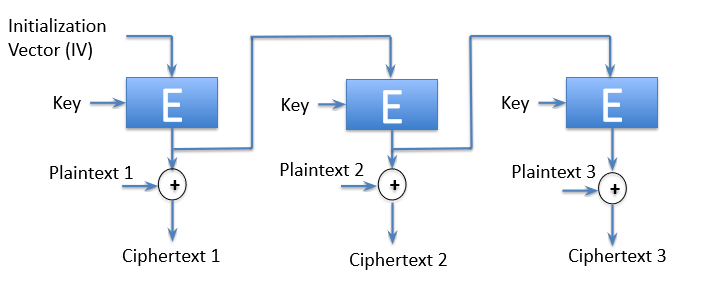 Initialization
Vector (IV)
Key
E
Key
E
Key
E
Plaintext 1
+
Plaintext 2
+
Plaintext 3
+
Ciphertext 1
Ciphertext 2
Ciphertext 3